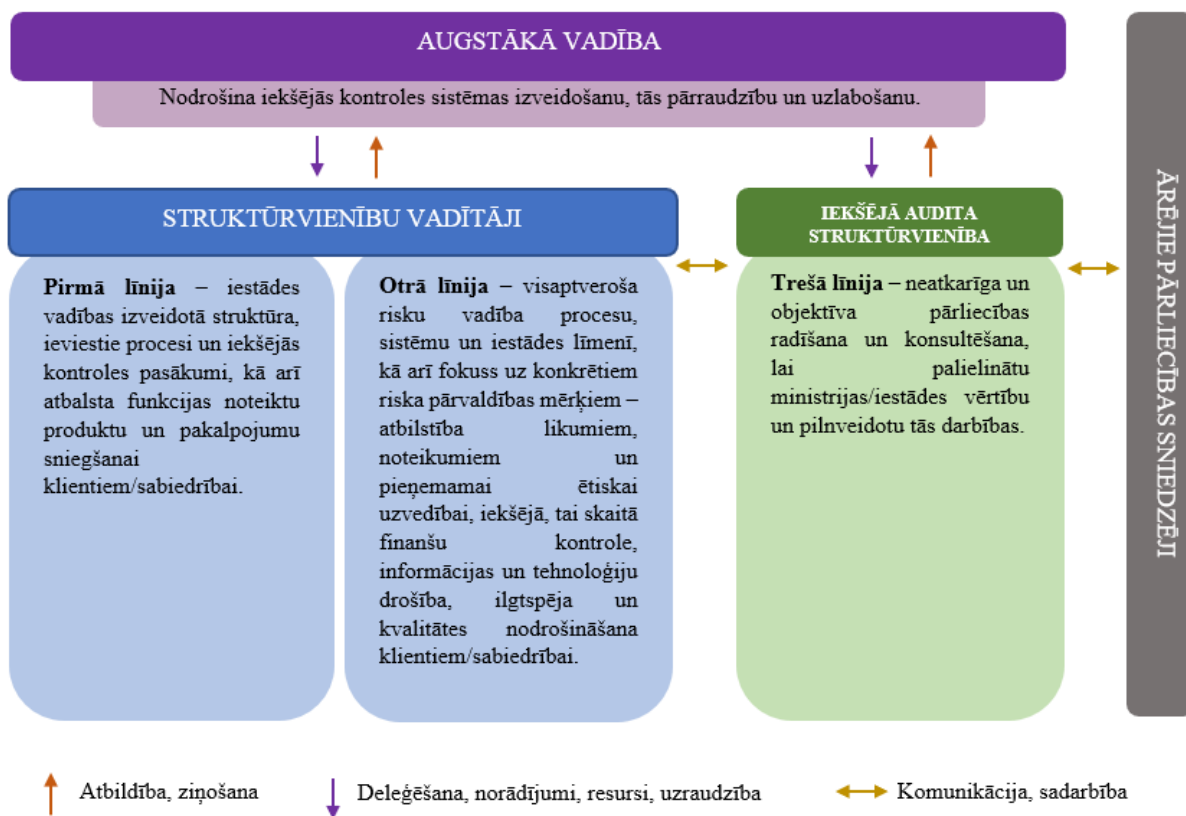 AUGSTĀKĀ VADĪBA
Nodrošina iekšējās kontroles sistēmas izveidošanu, tās pārraudzību un uzlabošanu.
STRUKTŪRVIENĪBU VADĪTĀJI
Pirmā līnija – iestādes
vadības izveidotā struktūra,
ieviestie procesi un iekšējās
kontroles pasākumi, kā arī
atbalsta funkcijas noteiktu
produktu un pakalpojumu
sniegšanai
klientiem/sabiedrībai.
Otrā līnija – visaptveroša
risku vadība procesu,
sistēmu un iestādes līmenī,
kā arī fokuss uz konkrētiem
riska pārvaldības mērķiem –
atbilstība likumiem,
noteikumiem un
pieņemamai ētiskai
uzvedībai, iekšējā, tai skaitā
finanšu kontrole,
informācijas un tehnoloģiju
drošība, ilgtspēja un
kvalitātes nodrošināšana
klientiem/sabiedrībai.
IEKŠĒJĀ AUDITA
STRUKTŪRVIENĪBA
Trešā līnija – neatkarīga un
objektīva pārliecības
radīšana un konsultēšana,
lai palielinātu
ministrijas/iestādes vērtību
un pilnveidotu tās darbības.
ĀRĒJIE PĀRLIECĪBAS SNIEDZĒJI
Atbildība, ziņošana
Deleģēšana, norādījumi, resursi, uzraudzība
Komunikācija, sadarbība